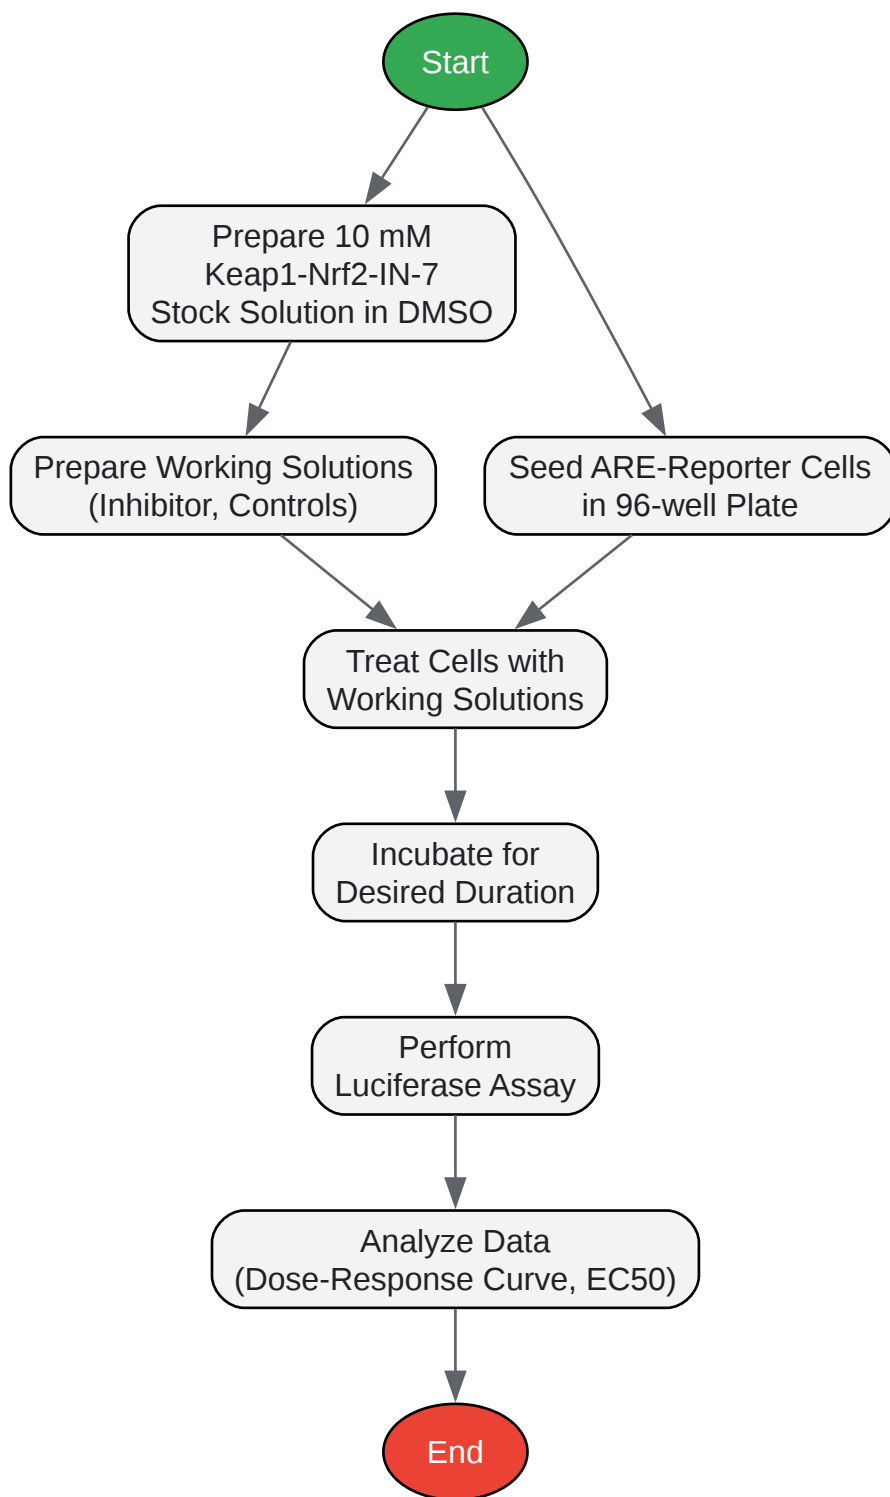 Start
Prepare 10 mM
Keap1-Nrf2-IN-7
Stock Solution in DMSO
Prepare Working Solutions
(Inhibitor, Controls)
Seed ARE-Reporter Cells
in 96-well Plate
Treat Cells with
Working Solutions
Incubate for
Desired Duration
Perform
Luciferase Assay
Analyze Data
(Dose-Response Curve, EC50)
End